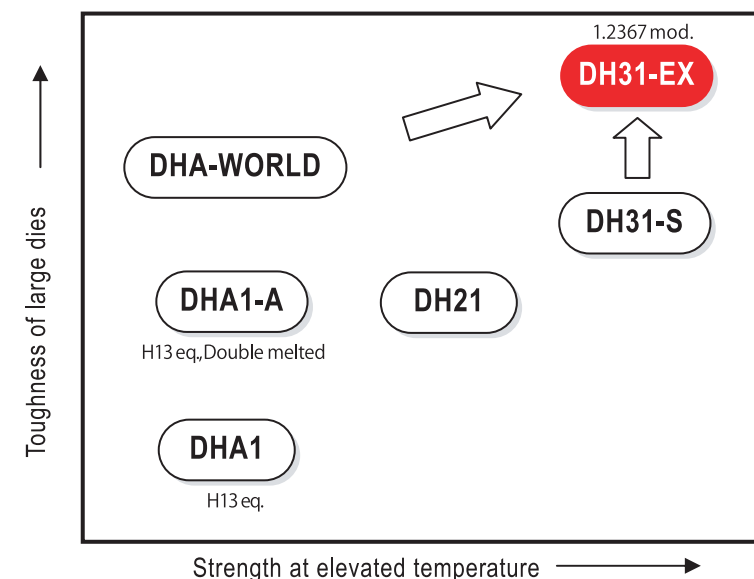 1.2367 mod.
DH31-EX
DHA-WORLD
DH31-S
DHA1-A
DH21
H13 eq.,Double melted
DHA1
H13 eq.
Toughness of large dies
Strength at elevated temperature